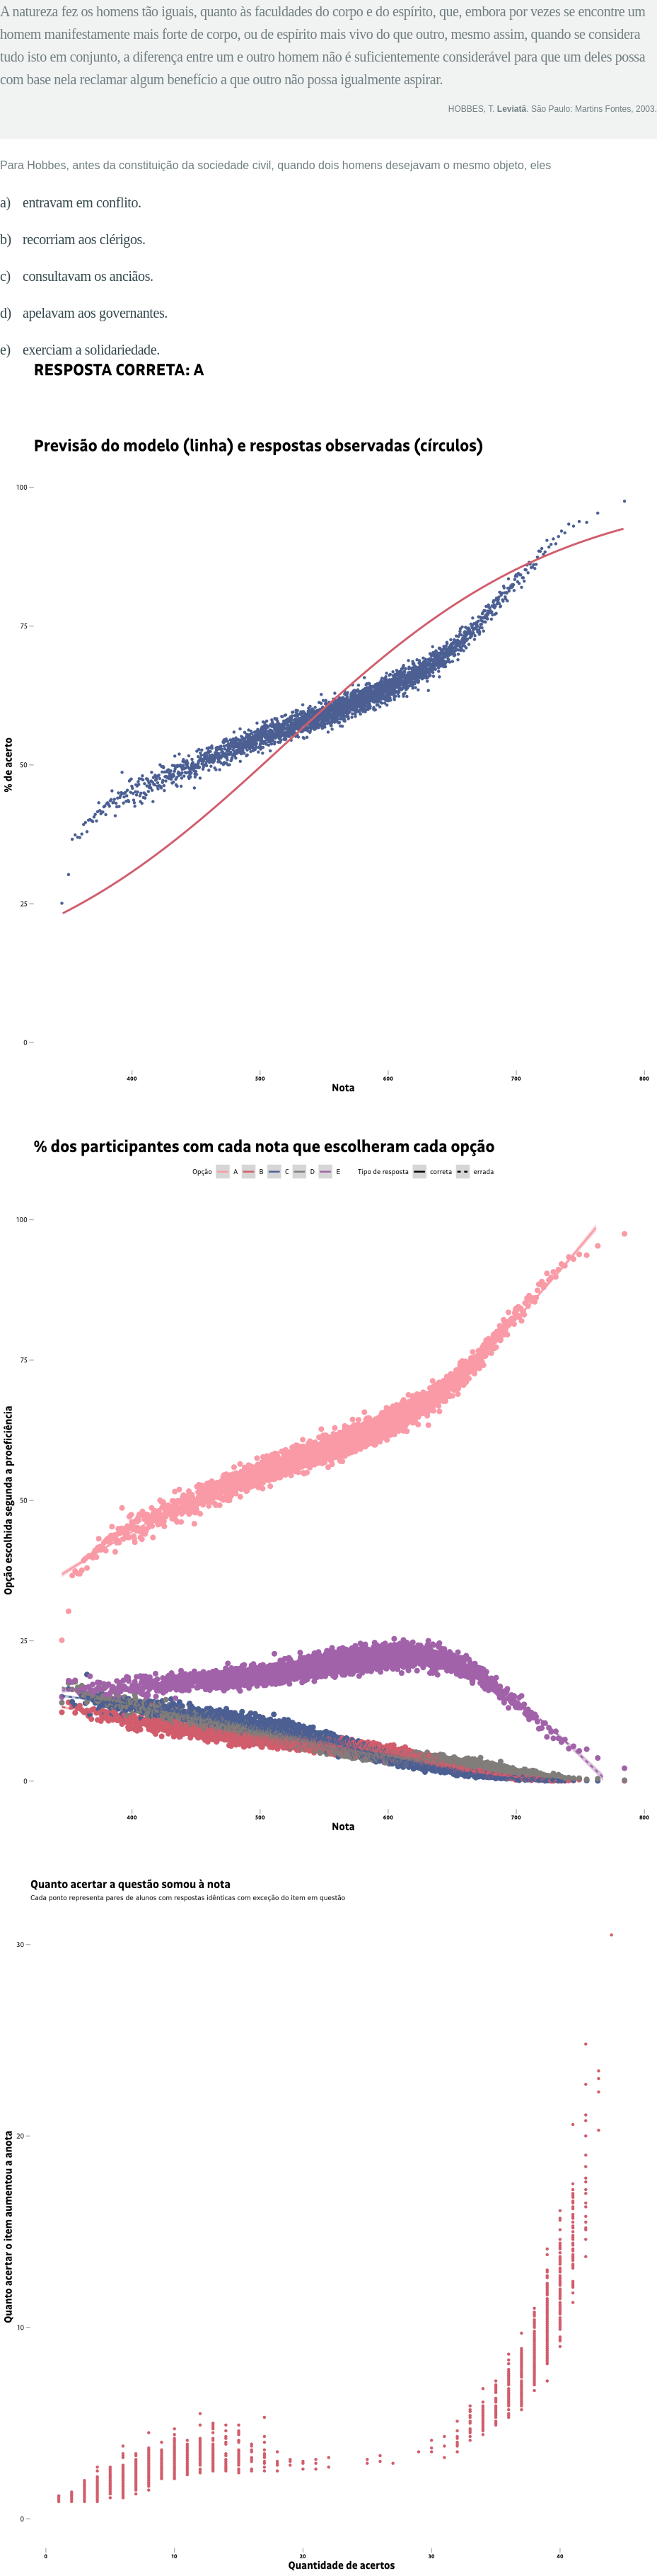 A natureza fez os homens tão iguais, quanto às faculdades do corpo e do espírito, que, embora por vezes se encontre um
homem manifestamente mais forte de corpo, ou de espírito mais vivo do que outro, mesmo assim, quando se considera
tudo isto em conjunto, a diferença entre um e outro homem não é suficientemente considerável para que um deles possa
com base nela reclamar algum benefício a que outro não possa igualmente aspirar.
HOBBES, T. Leviatã. São Paulo: Martins Fontes, 2003.
Para Hobbes, antes da constituição da sociedade civil, quando dois homens desejavam o mesmo objeto, eles
a) entravam em conflito.
b) recorriam aos clérigos.
c) consultavam os anciãos.
d) apelavam aos governantes.
e) exerciam a solidariedade.
RESPOSTA CORRETA: A
Previsão do modelo (linha) e respostas observadas (círculos)
100
75
50
25
0
% de acerto
400 500 600 700 800
Nota
% dos participantes com cada nota que escolheram cada opção
Opção A B C D E Tipo de resposta correta errada
100
75
50
25
0
Opção escolhida segunda a proeficiência
400 500 600 700 800
Nota
Quanto acertar a questão somou à nota
Cada ponto representa pares de alunos com respostas idênticas com exceção do item em questão
30
20
10
0
Quanto acertar o item aumentou a anota
0 10 20 30 40
Quantidade de acertos